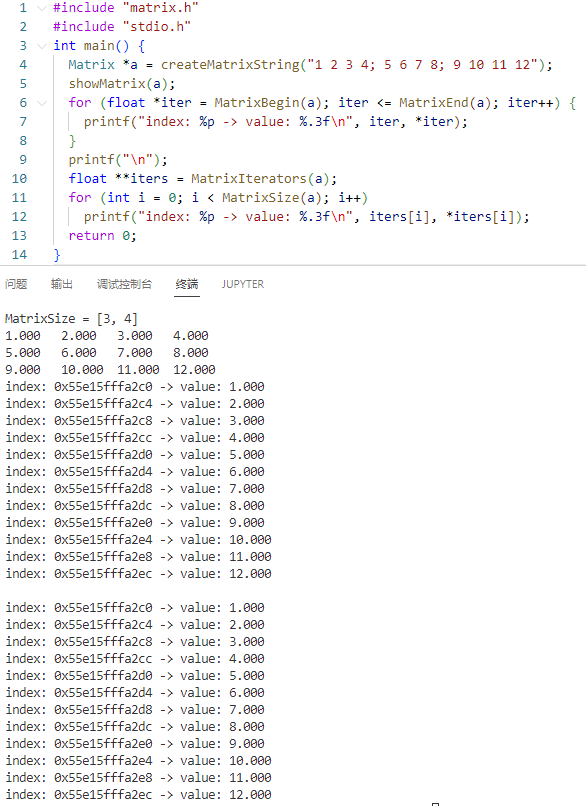 1 #include "matrix.h"
2 #include "stdio.h"
3 int main() {
4   Matrix *a = createMatrixString("1 2 3 4; 5 6 7 8; 9 10 11 12");
5   showMatrix(a);
6   for (float *iter = MatrixBegin(a); iter <= MatrixEnd(a); iter++) {
7     printf("index: %p -> value: %.3f\n", iter, *iter);
8   }
9   printf("\n");
10   float **iters = MatrixIterators(a);
11   for (int i = 0; i < MatrixSize(a); i++)
12     printf("index: %p -> value: %.3f\n", iters[i], *iters[i]);
13   return 0;
14 }
问题 输出 调试控制台 终端 JUPYTER
MatrixSize = [3, 4]
1.000   2.000   3.000   4.000
5.000   6.000   7.000   8.000
9.000   10.000  11.000  12.000
index: 0x55e15fffa2c0 -> value: 1.000
index: 0x55e15fffa2c4 -> value: 2.000
index: 0x55e15fffa2c8 -> value: 3.000
index: 0x55e15fffa2cc -> value: 4.000
index: 0x55e15fffa2d0 -> value: 5.000
index: 0x55e15fffa2d4 -> value: 6.000
index: 0x55e15fffa2d8 -> value: 7.000
index: 0x55e15fffa2dc -> value: 8.000
index: 0x55e15fffa2e0 -> value: 9.000
index: 0x55e15fffa2e4 -> value: 10.000
index: 0x55e15fffa2e8 -> value: 11.000
index: 0x55e15fffa2ec -> value: 12.000
index: 0x55e15fffa2c0 -> value: 1.000
index: 0x55e15fffa2c4 -> value: 2.000
index: 0x55e15fffa2c8 -> value: 3.000
index: 0x55e15fffa2cc -> value: 4.000
index: 0x55e15fffa2d0 -> value: 5.000
index: 0x55e15fffa2d4 -> value: 6.000
index: 0x55e15fffa2d8 -> value: 7.000
index: 0x55e15fffa2dc -> value: 8.000
index: 0x55e15fffa2e0 -> value: 9.000
index: 0x55e15fffa2e4 -> value: 10.000
index: 0x55e15fffa2e8 -> value: 11.000
index: 0x55e15fffa2ec -> value: 12.000